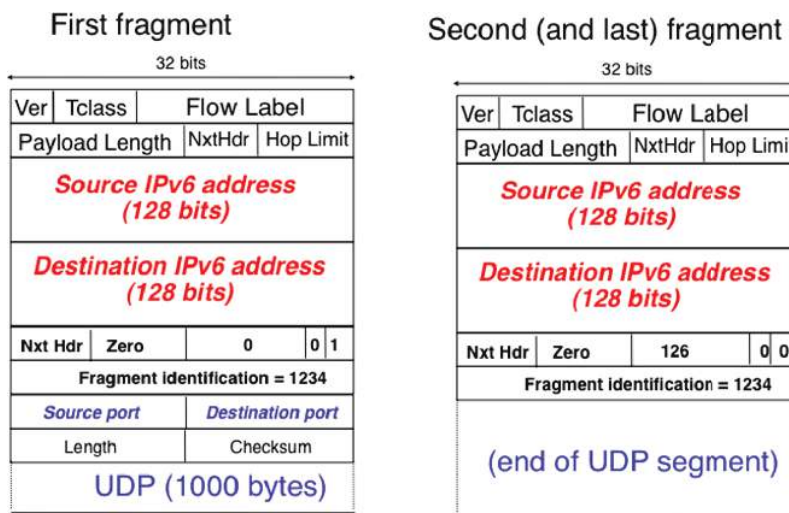 First fragment
32 bits
Ver Tclass Flow Label
Payload Length NxtHdr Hop Limit
Source IPv6 address
(128 bits)
Destination IPv6 address
(128 bits)
Nxt Hdr Zero 0 0 1
Fragment identification = 1234
Source port Destination port
Length Checksum
UDP (1000 bytes)
Second (and last) fragment
32 bits
Ver Tclass Flow Label
Payload Length NxtHdr Hop Limi
Source IPv6 address
(128 bits)
Destination IPv6 address
(128 bits)
Nxt Hdr Zero 126 0 0
Fragment identification = 1234
(end of UDP segment)